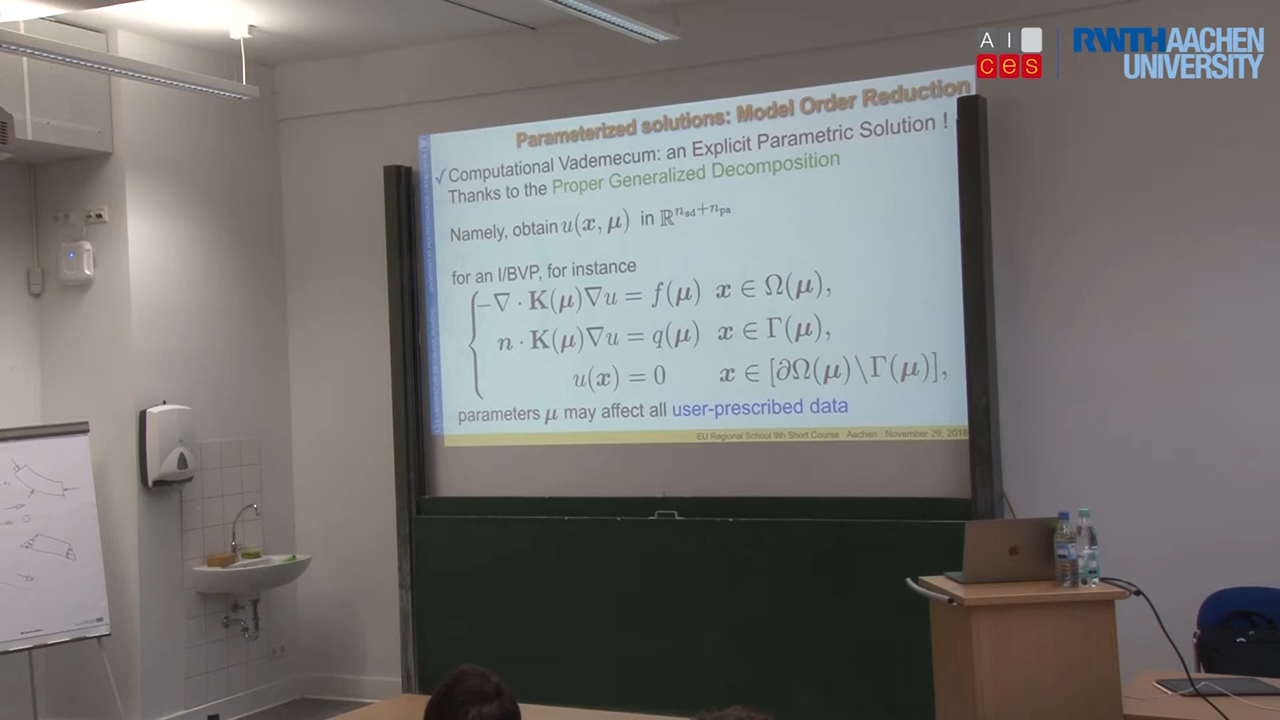 AI
ces
RWTHAACHEN
UNIVERSITY
Parameterized solutions: Model Order Reduction
✓ Computational Vademecum: an Explicit Parametric Solution !
Thanks to the Proper Generalized Decomposition
Namely, obtain u(x, μ) in ℝ^{n_sd+n_pa}
for an I/BVP, for instance
−∇ · K(μ)∇u = f(μ) x ∈ Ω(μ),
n · K(μ)∇u = q(μ) x ∈ Γ(μ),
u(x) = 0 x ∈ [∂Ω(μ)\Γ(μ)],
parameters μ may affect all user-prescribed data
EU Regional School 9th Short Course · Aachen · November 29, 2018